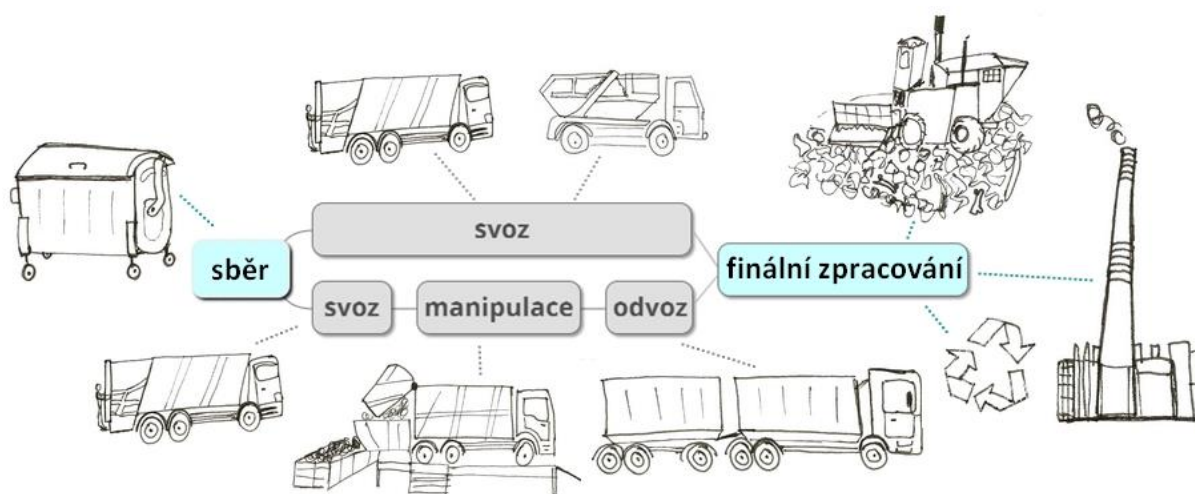 svoz
sběr
finální zpracování
svoz
manipulace
odvoz